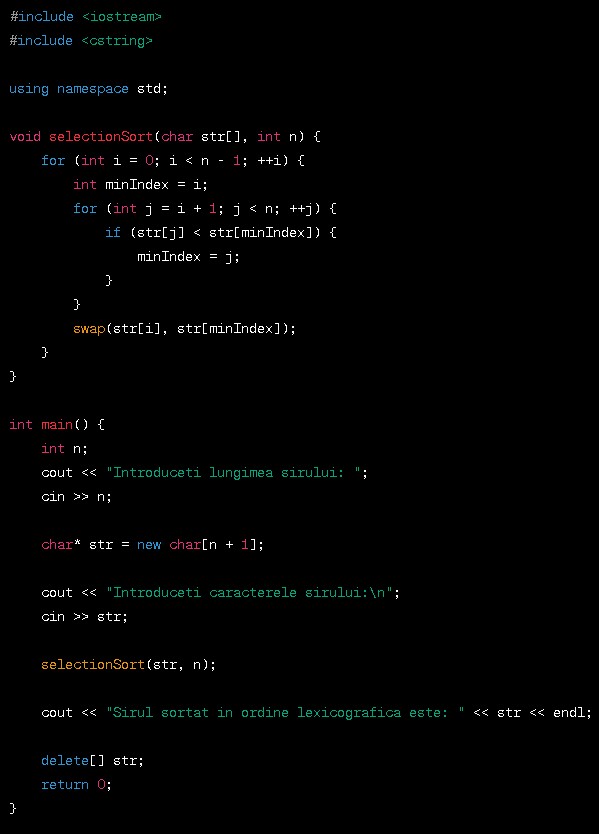 #include <iostream>
#include <cstring>

using namespace std;

void selectionSort(char str[], int n) {
    for (int i = 0; i < n - 1; ++i) {
        int minIndex = i;
        for (int j = i + 1; j < n; ++j) {
            if (str[j] < str[minIndex]) {
                minIndex = j;
            }
        }
        swap(str[i], str[minIndex]);
    }
}

int main() {
    int n;
    cout << "Introduceti lungimea sirului: ";
    cin >> n;

    char* str = new char[n + 1];

    cout << "Introduceti caracterele sirului:\n";
    cin >> str;

    selectionSort(str, n);

    cout << "Sirul sortat in ordine lexicografica este: " << str << endl;

    delete[] str;
    return 0;
}